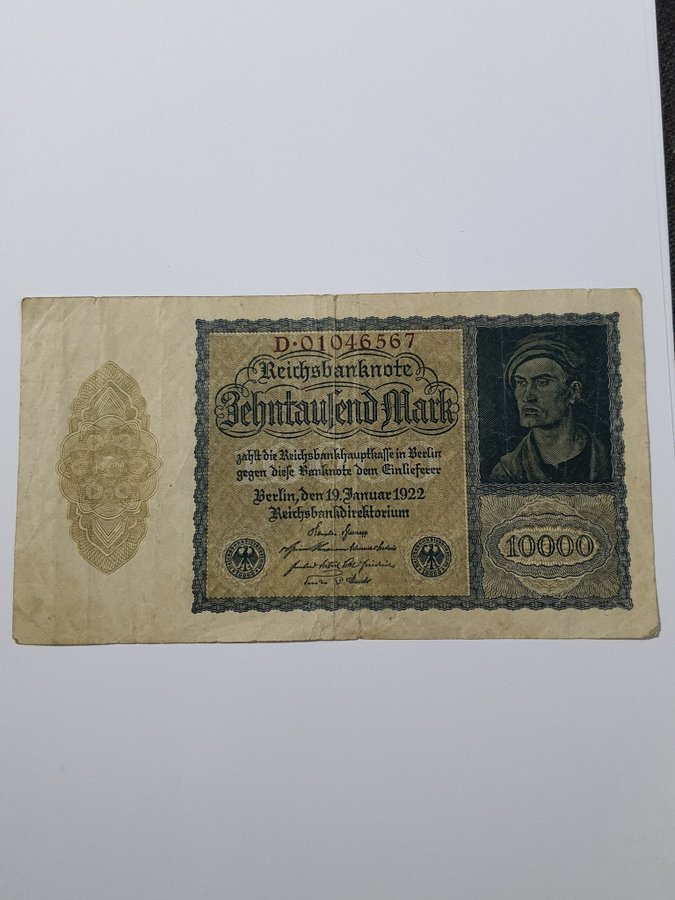 D·01046567
Reichsbanknote
Zehntausend Mark
zahlt die Reichsbankhauptkasse in Berlin
gegen diese Banknote dem Einlieferer
Berlin, den 19. Januar 1922
Reichsbankdirektorium
10000